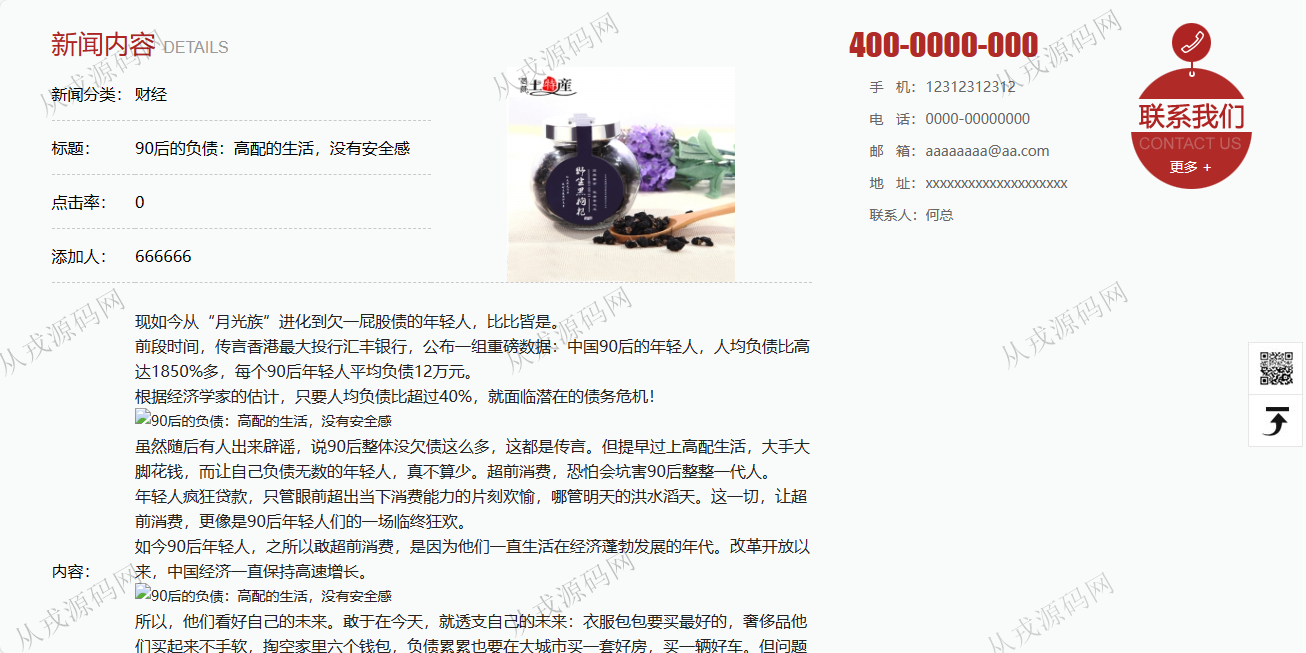 新闻内容 DETAILS
新闻分类： 财经
标题： 90后的负债：高配的生活，没有安全感
点击率： 0
添加人： 666666
土特産
野生黑枸杞
现如今从“月光族”进化到欠一屁股债的年轻人，比比皆是。
前段时间，传言香港最大投行汇丰银行，公布一组重磅数据：中国90后的年轻人，人均负债比高
达1850%多，每个90后年轻人平均负债12万元。
根据经济学家的估计，只要人均负债比超过40%，就面临潜在的债务危机！
90后的负债：高配的生活，没有安全感
虽然随后有人出来辟谣，说90后整体没欠债这么多，这都是传言。但提早过上高配生活，大手大
脚花钱，而让自己负债无数的年轻人，真不算少。超前消费，恐怕会坑害90后整整一代人。
年轻人疯狂贷款，只管眼前超出当下消费能力的片刻欢愉，哪管明天的洪水滔天。这一切，让超
前消费，更像是90后年轻人们的一场临终狂欢。
如今90后年轻人，之所以敢超前消费，是因为他们一直生活在经济蓬勃发展的年代。改革开放以
内容： 来，中国经济一直保持高速增长。
90后的负债：高配的生活，没有安全感
所以，他们看好自己的未来。敢于在今天，就透支自己的未来：衣服包包要买最好的，奢侈品他
们买起来不手软，掏空家里六个钱包，负债累累也要在大城市买一套好房，买一辆好车。但问题
400-0000-000
手 机：12312312312
电 话：0000-00000000
邮 箱：aaaaaaaa@aa.com
地 址：xxxxxxxxxxxxxxxxxxxx
联系人：何总
联系我们
CONTACT US
更多 +
从戎源码网
从戎源码网
从戎源码网
从戎源码网
从戎源码网
从戎源码网
从戎源码网
从戎源码网
从戎源码网